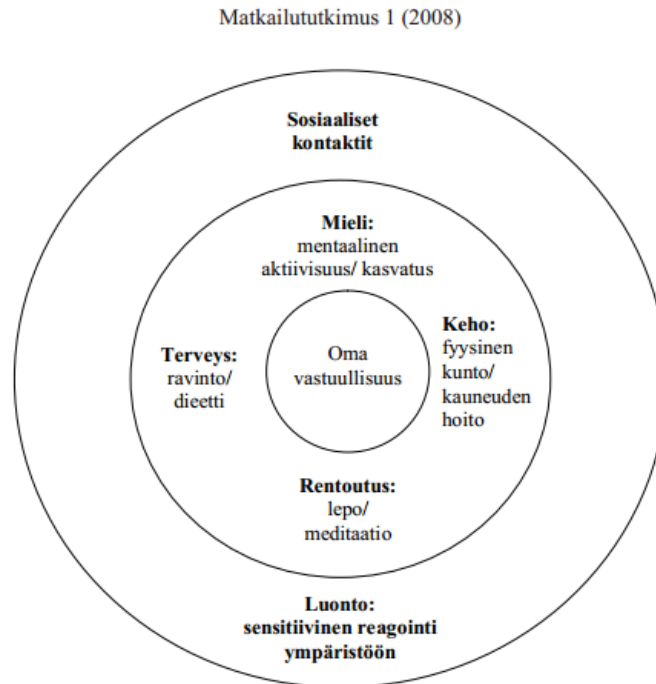 Matkailututkimus 1 (2008)
Sosiaaliset
kontaktit
Mieli:
mentaalinen
aktiivisuus/ kasvatus
Terveys:
ravinto/
dieetti
Oma
vastuullisuus
Keho:
fyysinen
kunto/
kauneuden
hoito
Rentoutus:
lepo/
meditaatio
Luonto:
sensitiivinen reagointi
ympäristöön